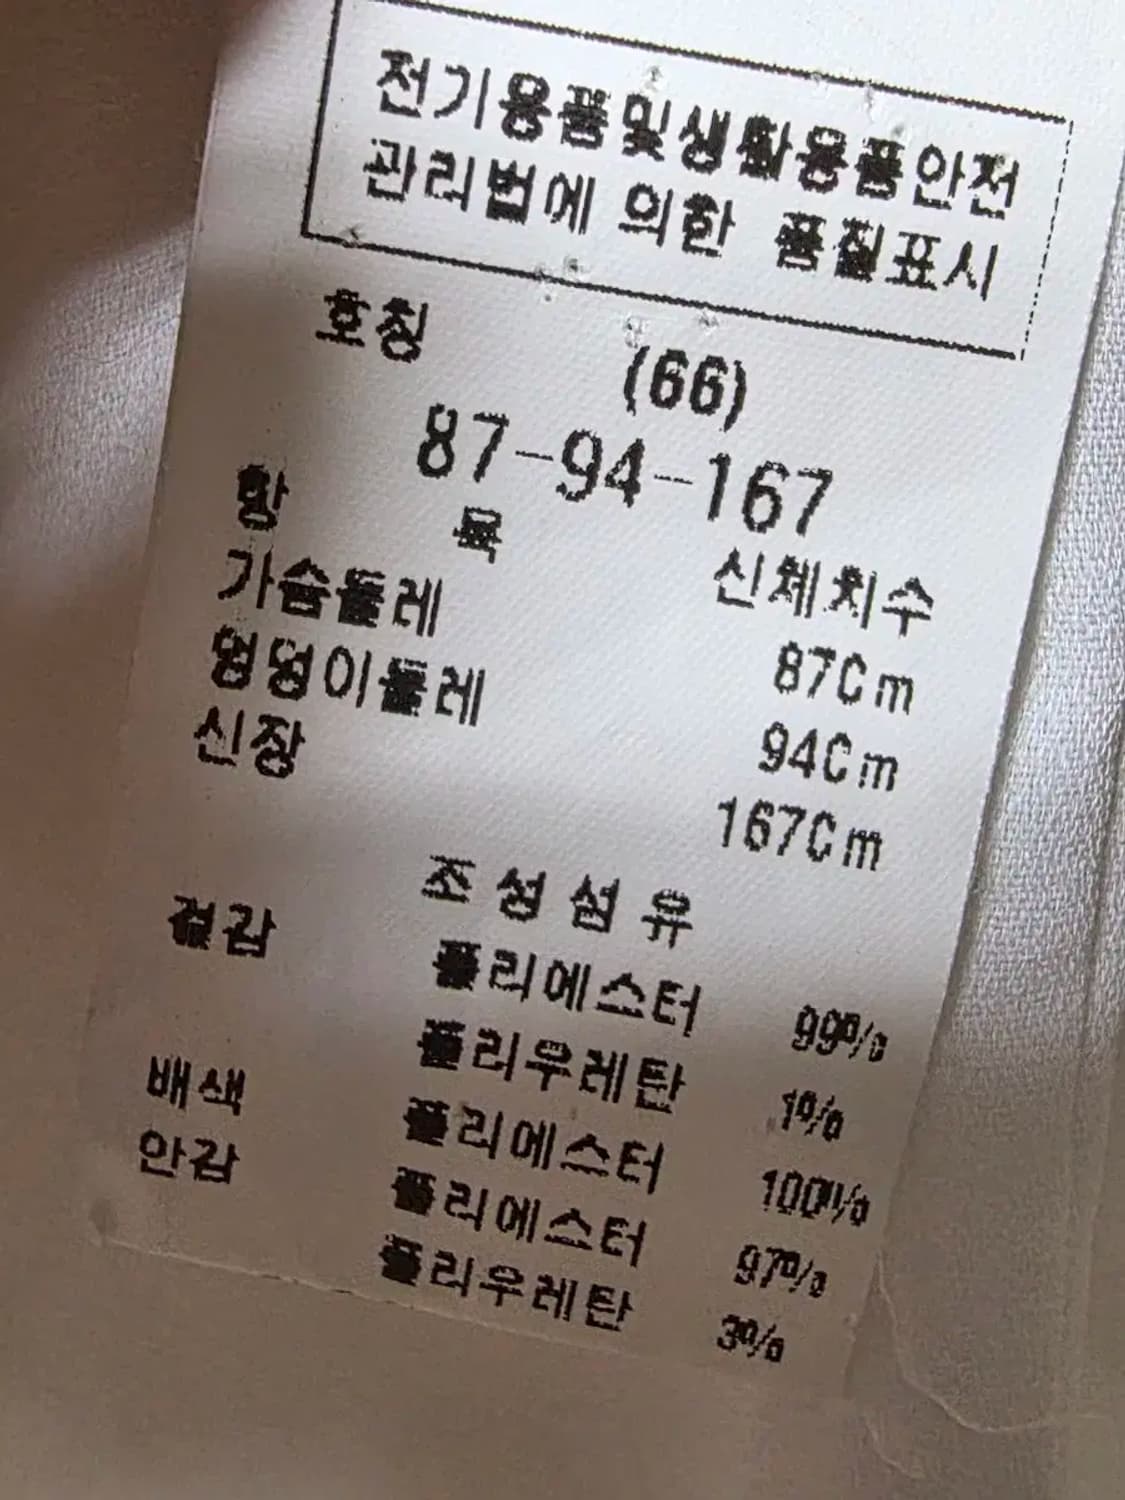 전기용품및생활용품안전
관리법에 의한 품질표시
호칭 (66)
87-94-167
항 목 신체치수
가슴둘레 87Cm
엉덩이둘레 94Cm
신장 167Cm
조성섬유
겉감 폴리에스터 99%
폴리우레탄 1%
배색 폴리에스터 100%
안감 폴리에스터 97%
폴리우레탄 3%